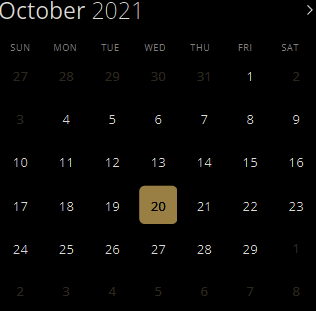 October 2021
SUN MON TUE WED THU FRI SAT
27 28 29 30 31 1 2
3 4 5 6 7 8 9
10 11 12 13 14 15 16
17 18 19 20 21 22 23
24 25 26 27 28 29 1
2 3 4 5 6 7 8